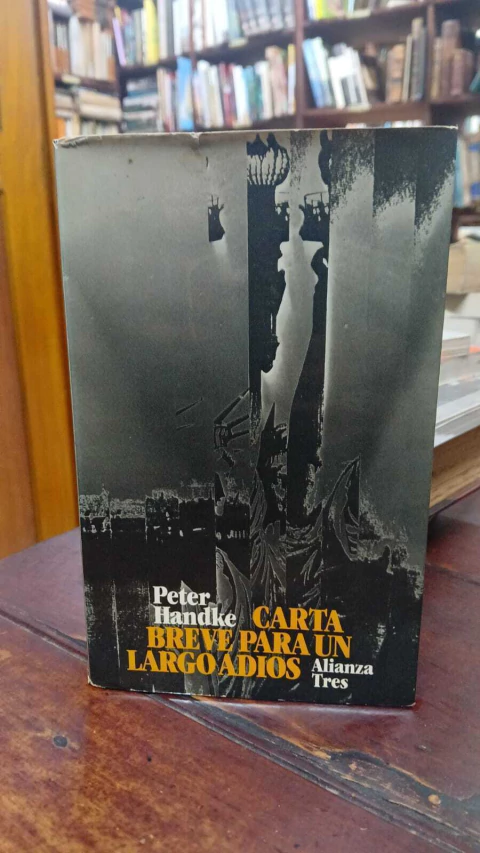 Peter
Handke CARTA
BREVE PARA UN
LARGO ADIOS Alianza
Tres